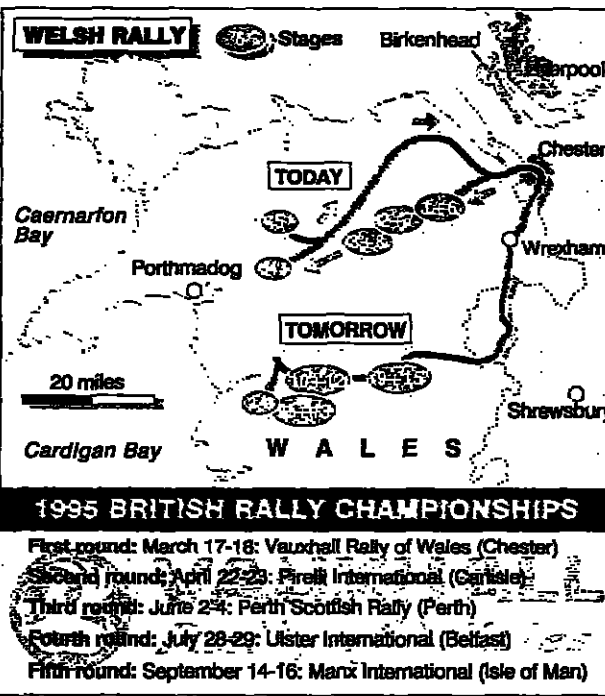 WELSH RALLY
Stages
Birkenhead
Liverpool
Chester
TODAY
Caernarfon
Bay
Wrexham
Porthmadog
TOMORROW
20 miles
Shrewsbury
Cardigan Bay
WALES
1995 BRITISH RALLY CHAMPIONSHIPS
First round: March 17-18: Vauxhall Rally of Wales (Chester)
Second round: April 22-23: Pirelli International (Carlisle)
Third round: June 2-4: Perth Scottish Rally (Perth)
Fourth round: July 28-29: Ulster International (Belfast)
Fifth round: September 14-16: Manx International (Isle of Man)